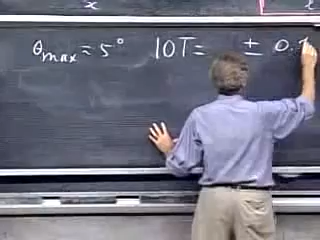 x
θmax = 5° 10T = ± 0.1